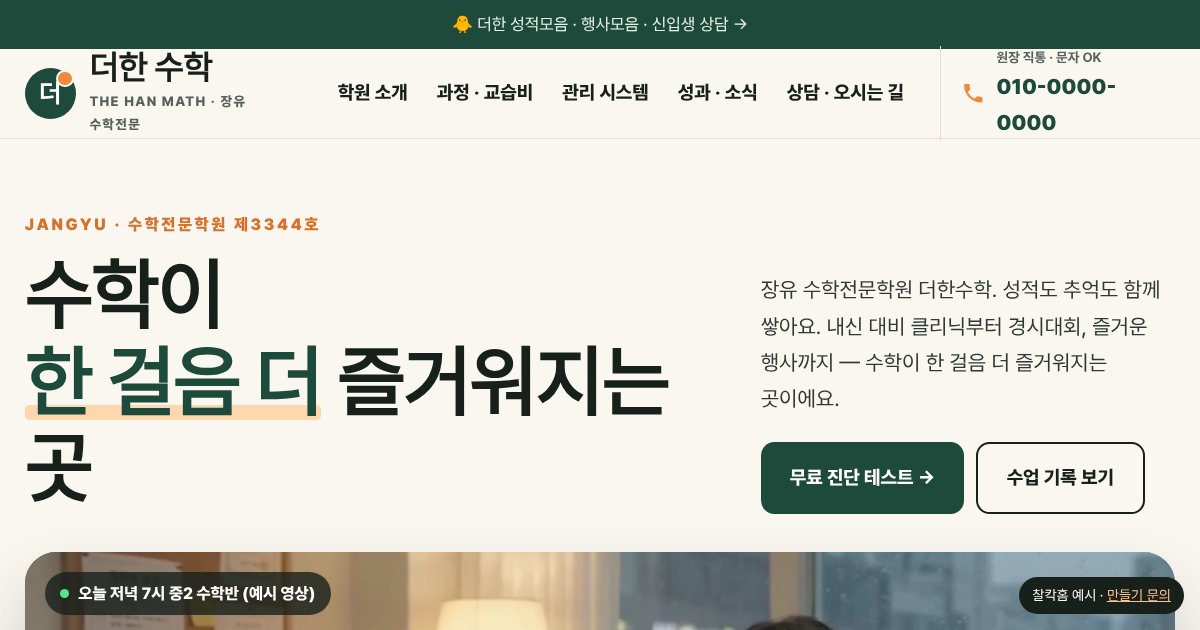 🐥 더한 성적모음 · 행사모음 · 신입생 상담 →
더
더한 수학
THE HAN MATH · 장유
수학전문
학원 소개
과정 · 교습비
관리 시스템
성과 · 소식
상담 · 오시는 길
원장 직통 · 문자 OK
010-0000-
0000
JANGYU · 수학전문학원 제3344호
수학이
한 걸음 더 즐거워지는
곳
장유 수학전문학원 더한수학. 성적도 추억도 함께
쌓아요. 내신 대비 클리닉부터 경시대회, 즐거운
행사까지 — 수학이 한 걸음 더 즐거워지는
곳이에요.
무료 진단 테스트 →
수업 기록 보기
오늘 저녁 7시 중2 수학반 (예시 영상)
찰칵홈 예시 · 만들기 문의